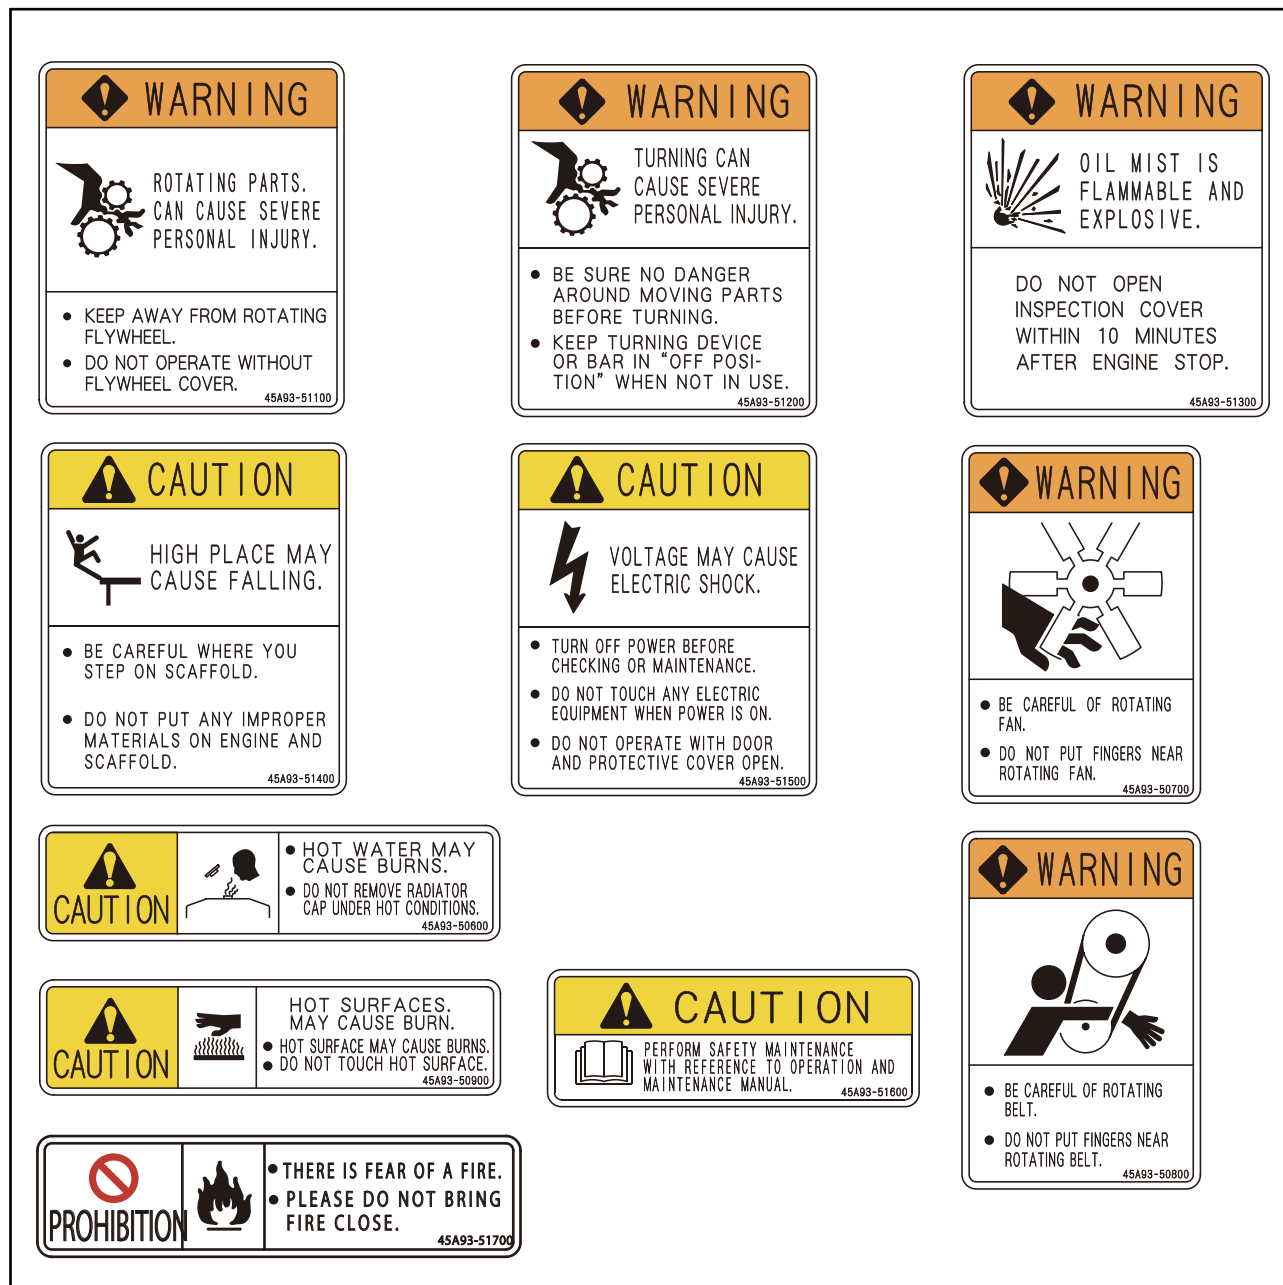 WARNING
ROTATING PARTS.
CAN CAUSE SEVERE
PERSONAL INJURY.
● KEEP AWAY FROM ROTATING
FLYWHEEL.
● DO NOT OPERATE WITHOUT
FLYWHEEL COVER.
45A93-51100
WARNING
TURNING CAN
CAUSE SEVERE
PERSONAL INJURY.
● BE SURE NO DANGER
AROUND MOVING PARTS
BEFORE TURNING.
● KEEP TURNING DEVICE
OR BAR IN “OFF POSI-
TION” WHEN NOT IN USE.
45A93-51200
WARNING
OIL MIST IS
FLAMMABLE AND
EXPLOSIVE.
DO NOT OPEN
INSPECTION COVER
WITHIN 10 MINUTES
AFTER ENGINE STOP.
45A93-51300
CAUTION
HIGH PLACE MAY
CAUSE FALLING.
● BE CAREFUL WHERE YOU
STEP ON SCAFFOLD.
● DO NOT PUT ANY IMPROPER
MATERIALS ON ENGINE AND
SCAFFOLD.
45A93-51400
CAUTION
VOLTAGE MAY CAUSE
ELECTRIC SHOCK.
● TURN OFF POWER BEFORE
CHECKING OR MAINTENANCE.
● DO NOT TOUCH ANY ELECTRIC
EQUIPMENT WHEN POWER IS ON.
● DO NOT OPERATE WITH DOOR
AND PROTECTIVE COVER OPEN.
45A93-51500
WARNING
● BE CAREFUL OF ROTATING
FAN.
● DO NOT PUT FINGERS NEAR
ROTATING FAN.
45A93-50700
CAUTION
● HOT WATER MAY
CAUSE BURNS.
● DO NOT REMOVE RADIATOR
CAP UNDER HOT CONDITIONS.
45A93-50600
CAUTION
HOT SURFACES.
MAY CAUSE BURN.
● HOT SURFACE MAY CAUSE BURNS.
● DO NOT TOUCH HOT SURFACE.
45A93-50900
CAUTION
PERFORM SAFETY MAINTENANCE
WITH REFERENCE TO OPERATION AND
MAINTENANCE MANUAL.
45A93-51600
WARNING
● BE CAREFUL OF ROTATING
BELT.
● DO NOT PUT FINGERS NEAR
ROTATING BELT.
45A93-50800
PROHIBITION
● THERE IS FEAR OF A FIRE.
● PLEASE DO NOT BRING
FIRE CLOSE.
45A93-51700